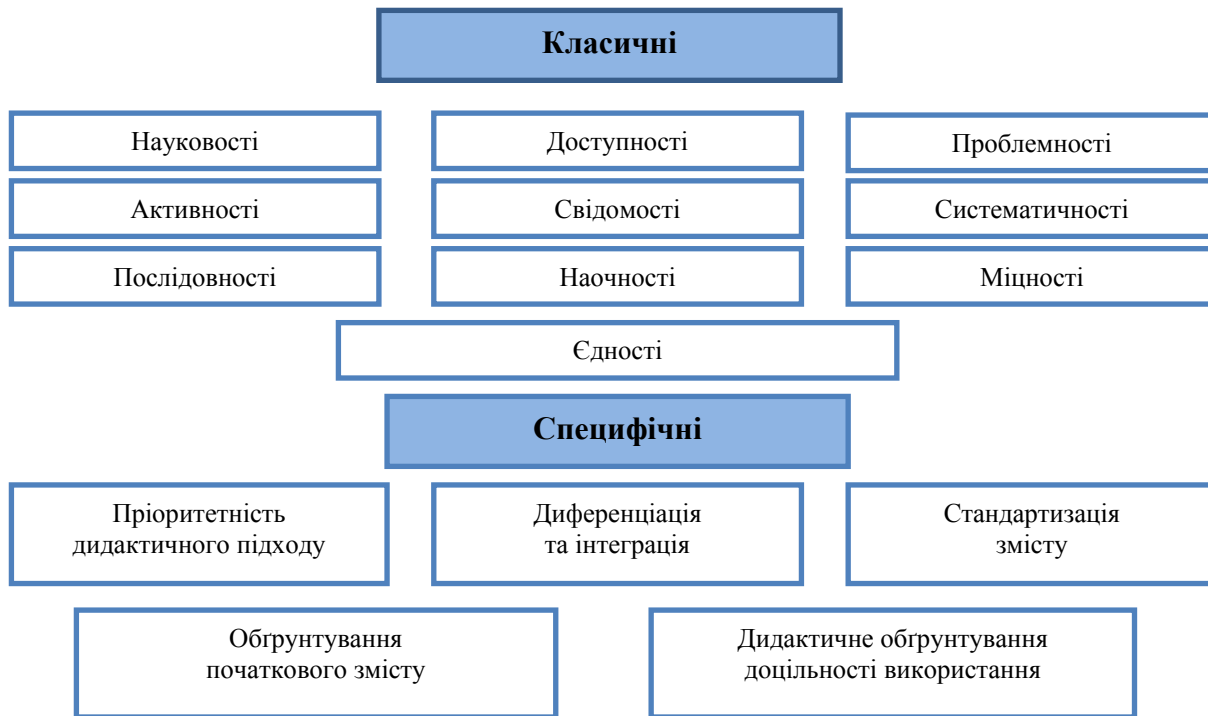 Класичні
Науковості
Доступності
Проблемності
Активності
Свідомості
Систематичності
Послідовності
Наочності
Міцності
Єдності
Специфічні
Пріоритетність
дидактичного підходу
Диференціація
та інтеграція
Стандартизація
змісту
Обґрунтування
початкового змісту
Дидактичне обґрунтування
доцільності використання